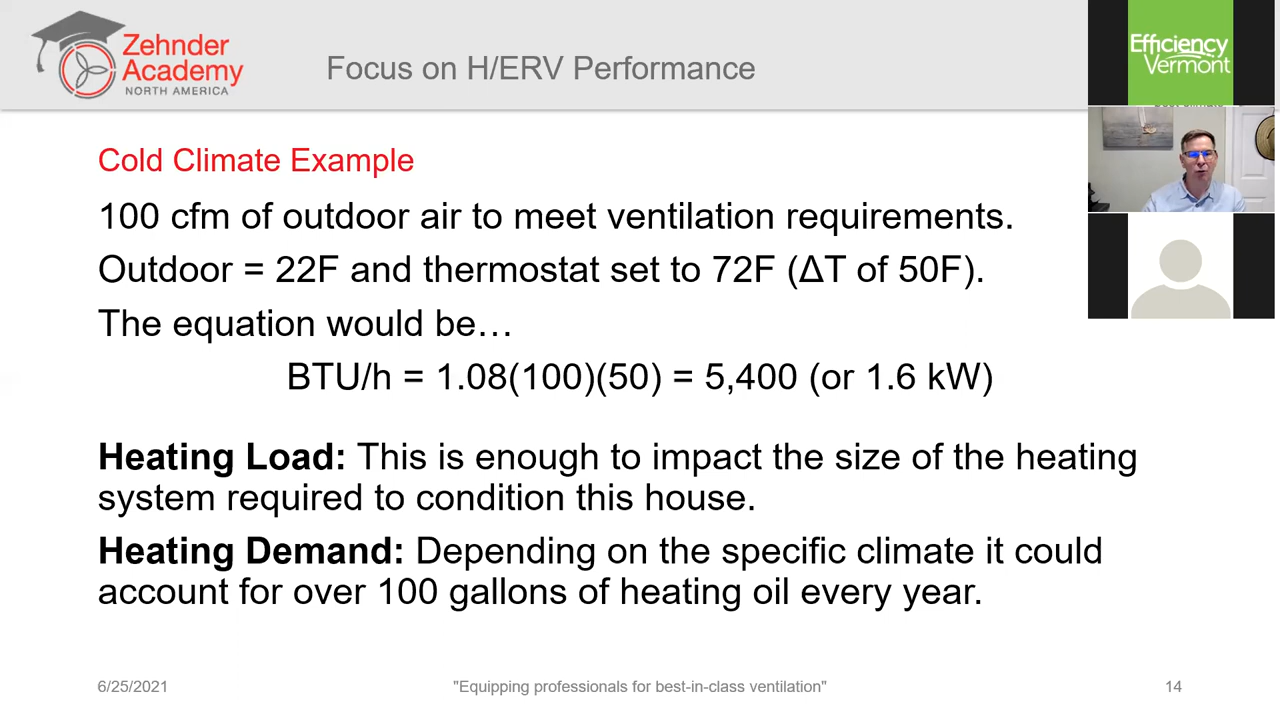 Zehnder
Academy
NORTH AMERICA
Focus on H/ERV Performance
Efficiency
Vermont
Cold Climate Example
100 cfm of outdoor air to meet ventilation requirements.
Outdoor = 22F and thermostat set to 72F (ΔT of 50F).
The equation would be…
BTU/h = 1.08(100)(50) = 5,400 (or 1.6 kW)
Heating Load: This is enough to impact the size of the heating
system required to condition this house.
Heating Demand: Depending on the specific climate it could
account for over 100 gallons of heating oil every year.
6/25/2021
"Equipping professionals for best-in-class ventilation"
14